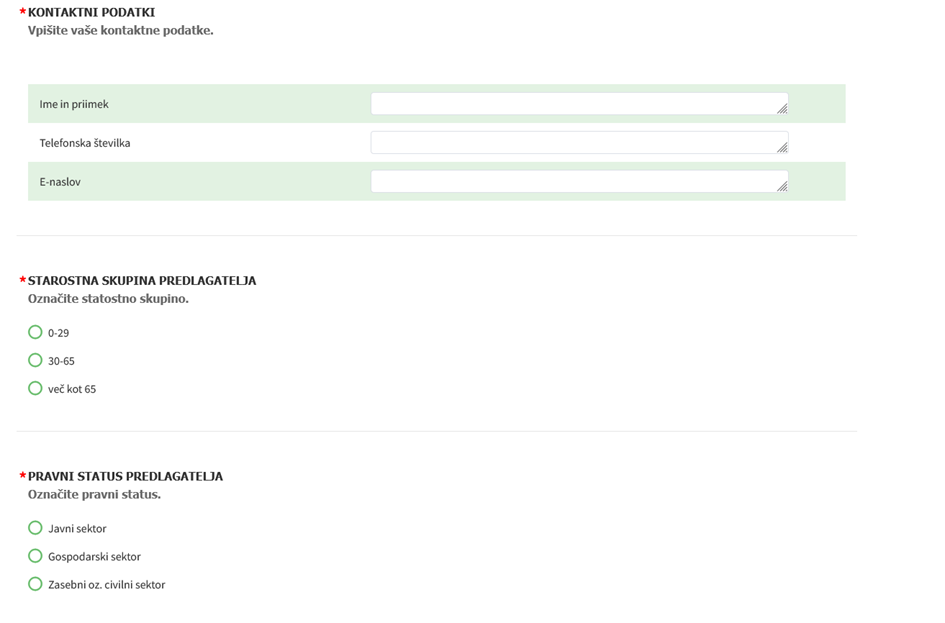 *KONTAKTNI PODATKI
Vpišite vaše kontaktne podatke.
Ime in priimek
Telefonska številka
E-naslov
*STAROSTNA SKUPINA PREDLAGATELJA
Označite statostno skupino.
0-29
30-65
več kot 65
*PRAVNI STATUS PREDLAGATELJA
Označite pravni status.
Javni sektor
Gospodarski sektor
Zasebni oz. civilni sektor